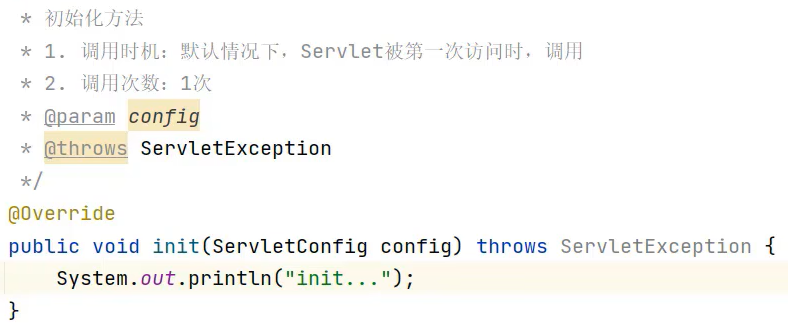 * 初始化方法
* 1. 调用时机：默认情况下，Servlet被第一次访问时，调用
* 2. 调用次数：1次
* @param config
* @throws ServletException
*/
@Override
public void init(ServletConfig config) throws ServletException {
System.out.println("init...");
}